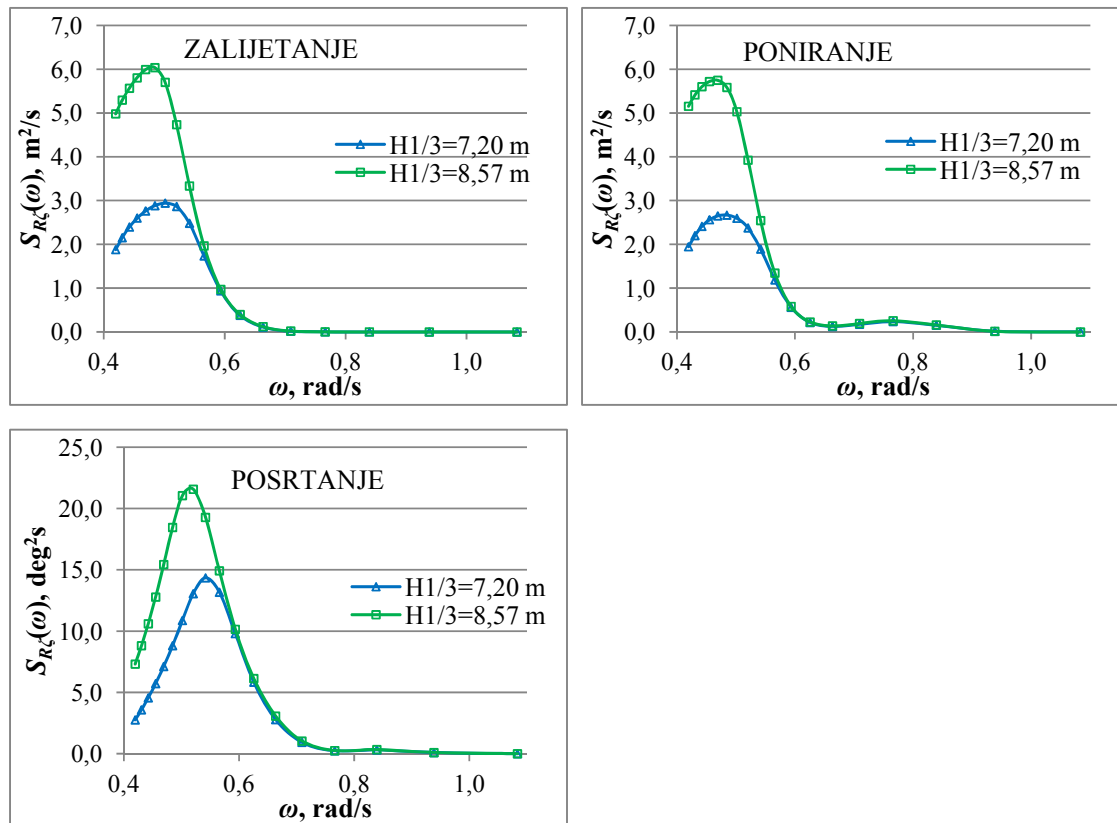 7,0
6,0
5,0
4,0
3,0
2,0
1,0
0,0
S_Rζ(ω), m²/s
ZALIJETANJE
H1/3=7,20 m
H1/3=8,57 m
0,4 0,6 0,8 1,0
ω, rad/s
7,0
6,0
5,0
4,0
3,0
2,0
1,0
0,0
S_Rζ(ω), m²/s
PONIRANJE
H1/3=7,20 m
H1/3=8,57 m
0,4 0,6 0,8 1,0
ω, rad/s
25,0
20,0
15,0
10,0
5,0
0,0
S_Rζ(ω), deg²s
POSRTANJE
H1/3=7,20 m
H1/3=8,57 m
0,4 0,6 0,8 1,0
ω, rad/s